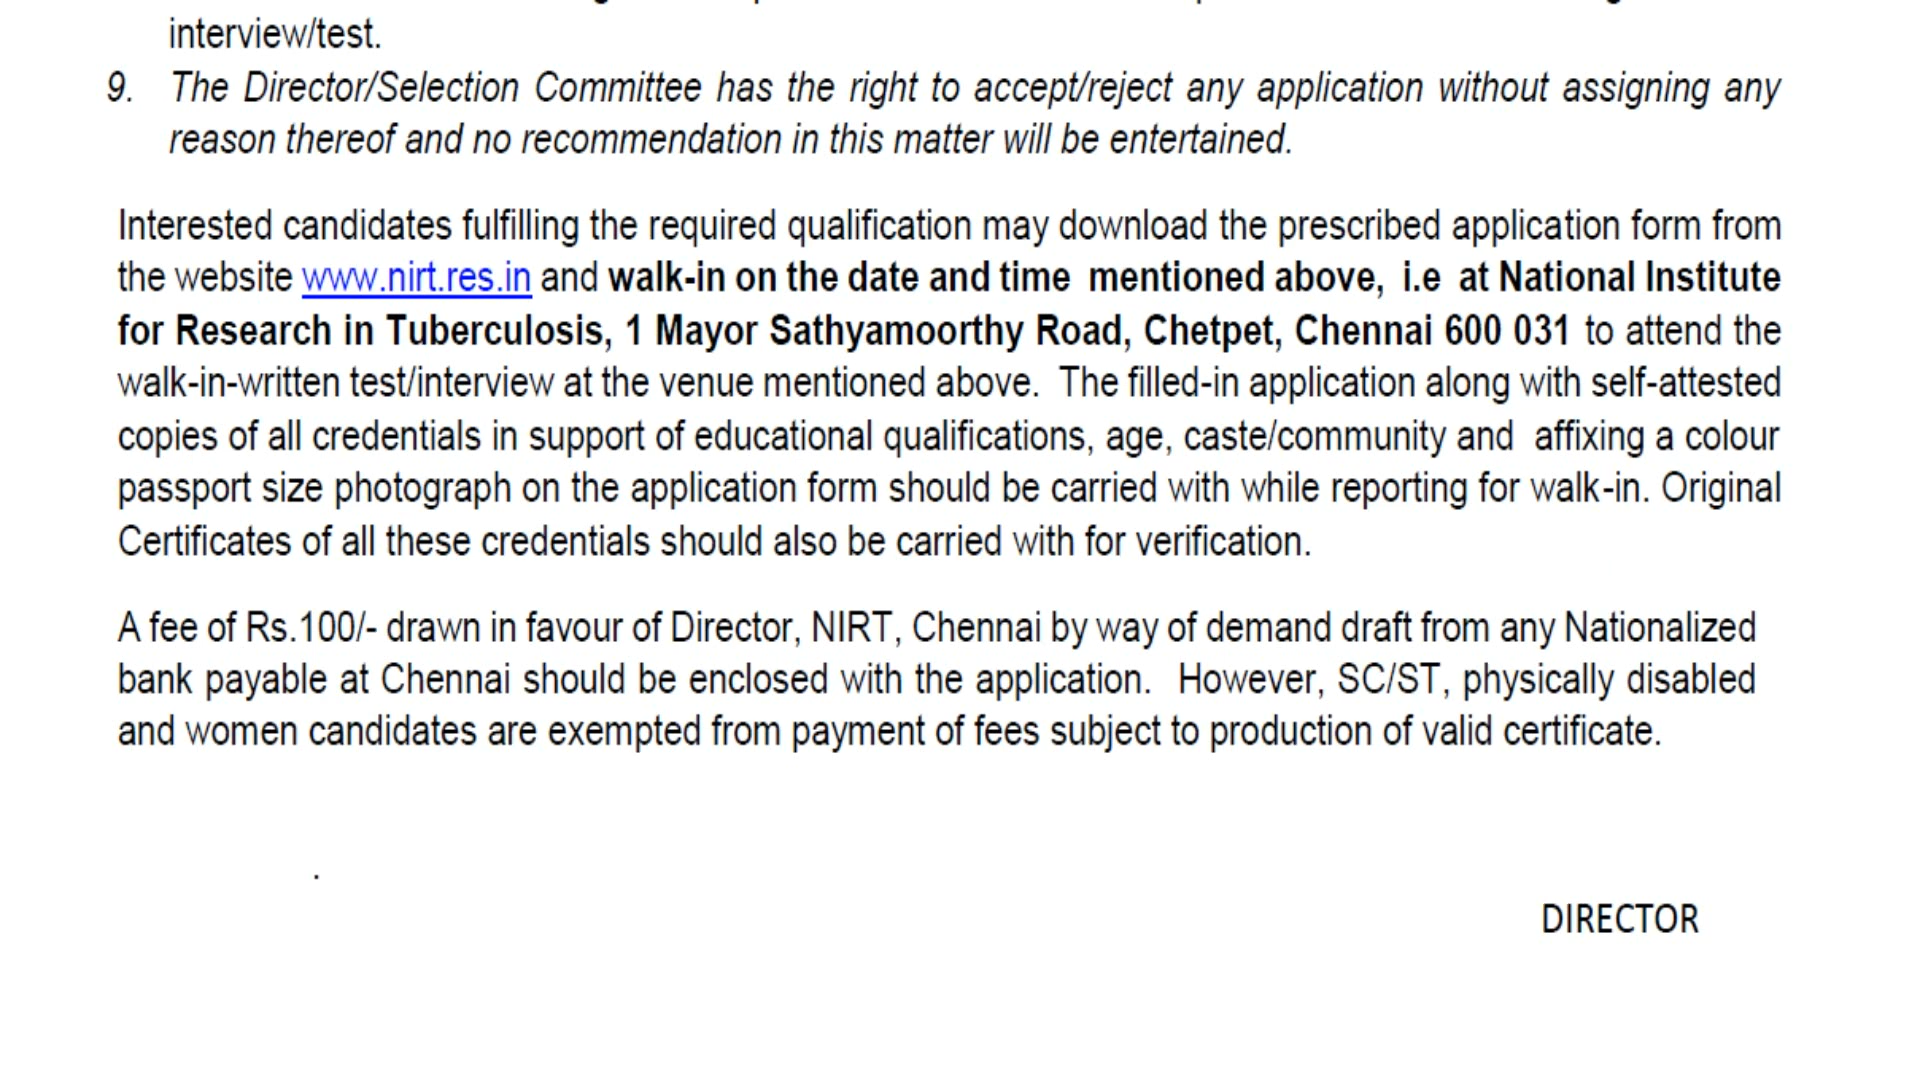 interview/test.
9. The Director/Selection Committee has the right to accept/reject any application without assigning any
reason thereof and no recommendation in this matter will be entertained.
Interested candidates fulfilling the required qualification may download the prescribed application form from
the website www.nirt.res.in and walk-in on the date and time mentioned above, i.e at National Institute
for Research in Tuberculosis, 1 Mayor Sathyamoorthy Road, Chetpet, Chennai 600 031 to attend the
walk-in-written test/interview at the venue mentioned above. The filled-in application along with self-attested
copies of all credentials in support of educational qualifications, age, caste/community and affixing a colour
passport size photograph on the application form should be carried with while reporting for walk-in. Original
Certificates of all these credentials should also be carried with for verification.
A fee of Rs.100/- drawn in favour of Director, NIRT, Chennai by way of demand draft from any Nationalized
bank payable at Chennai should be enclosed with the application. However, SC/ST, physically disabled
and women candidates are exempted from payment of fees subject to production of valid certificate.
.
DIRECTOR